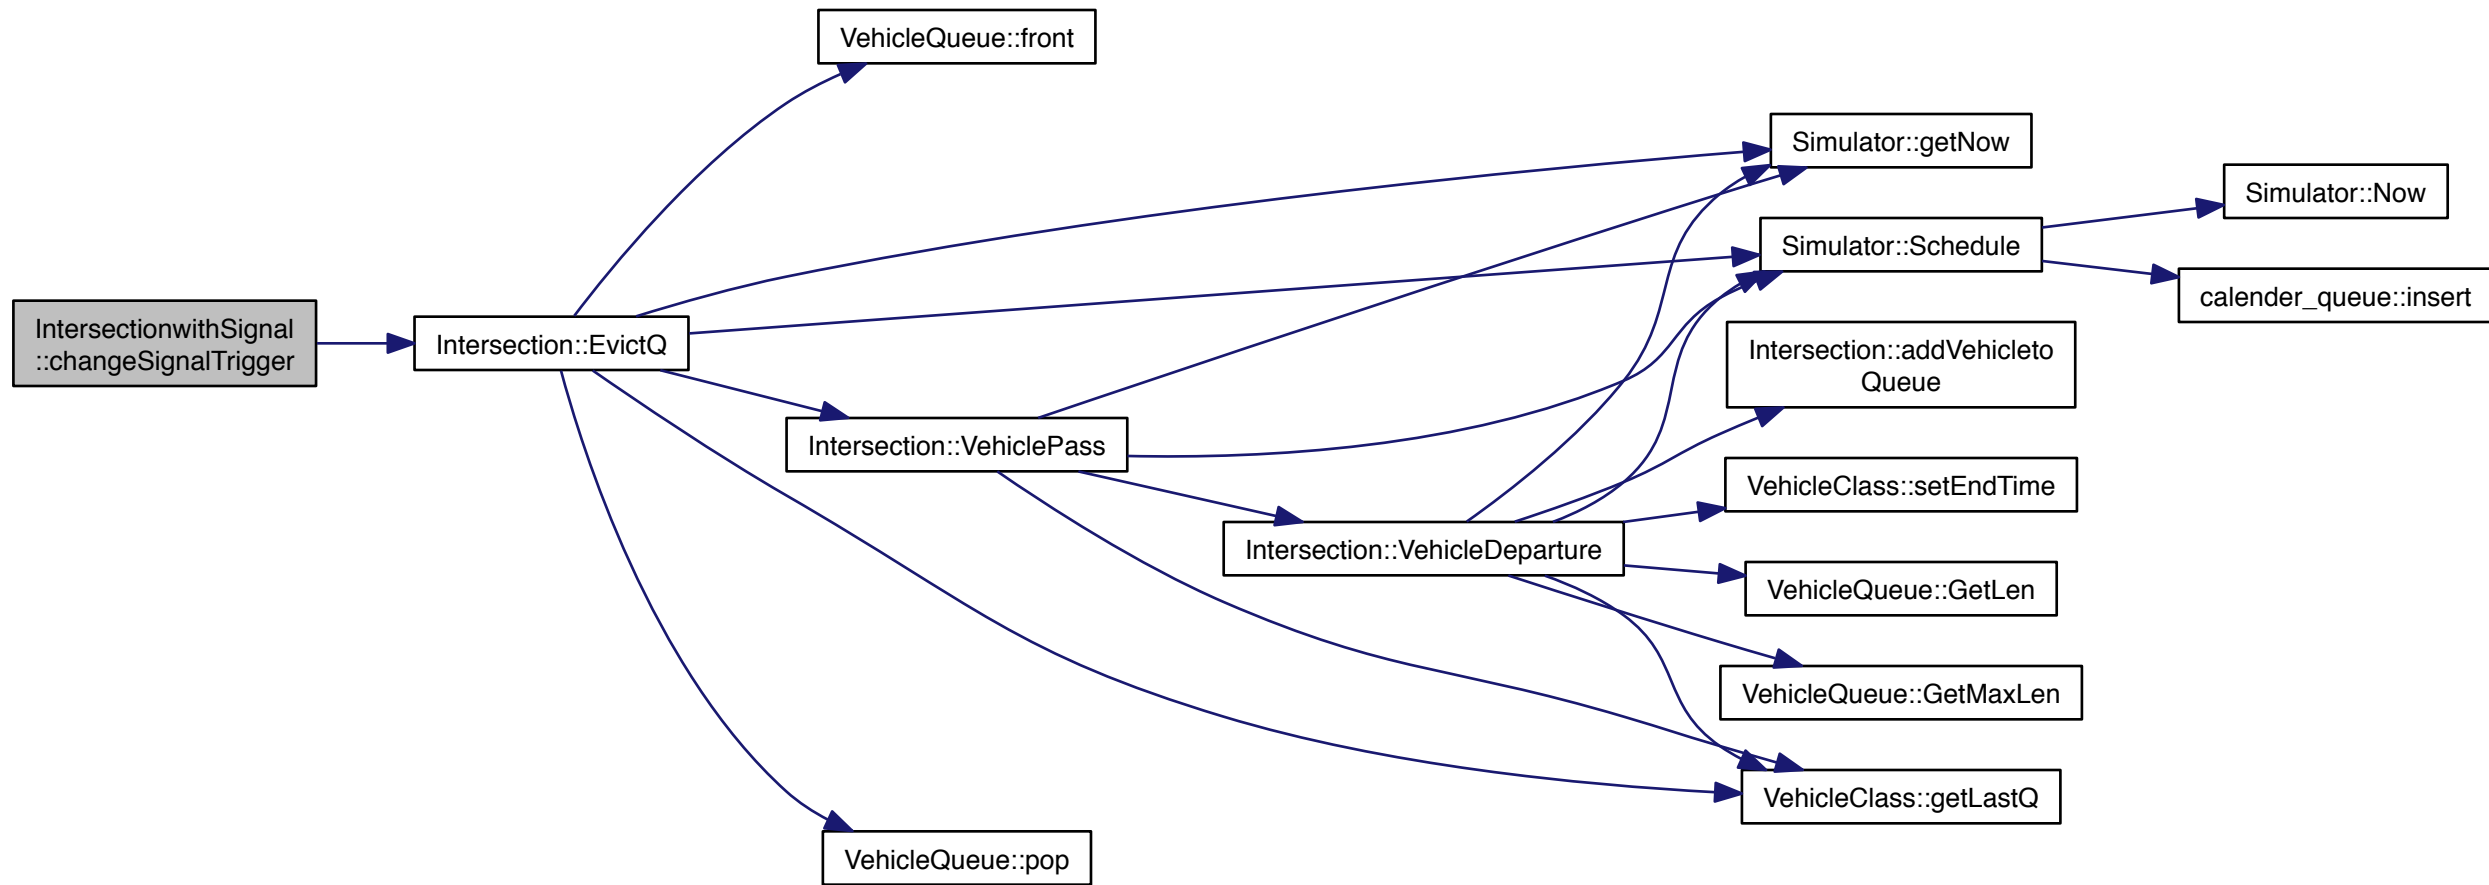 VehicleQueue::front
Simulator::getNow
Simulator::Now
Simulator::Schedule
calender_queue::insert
IntersectionwithSignal
::changeSignalTrigger
Intersection::EvictQ
Intersection::addVehicleto
Queue
Intersection::VehiclePass
VehicleClass::setEndTime
Intersection::VehicleDeparture
VehicleQueue::GetLen
VehicleQueue::GetMaxLen
VehicleClass::getLastQ
VehicleQueue::pop